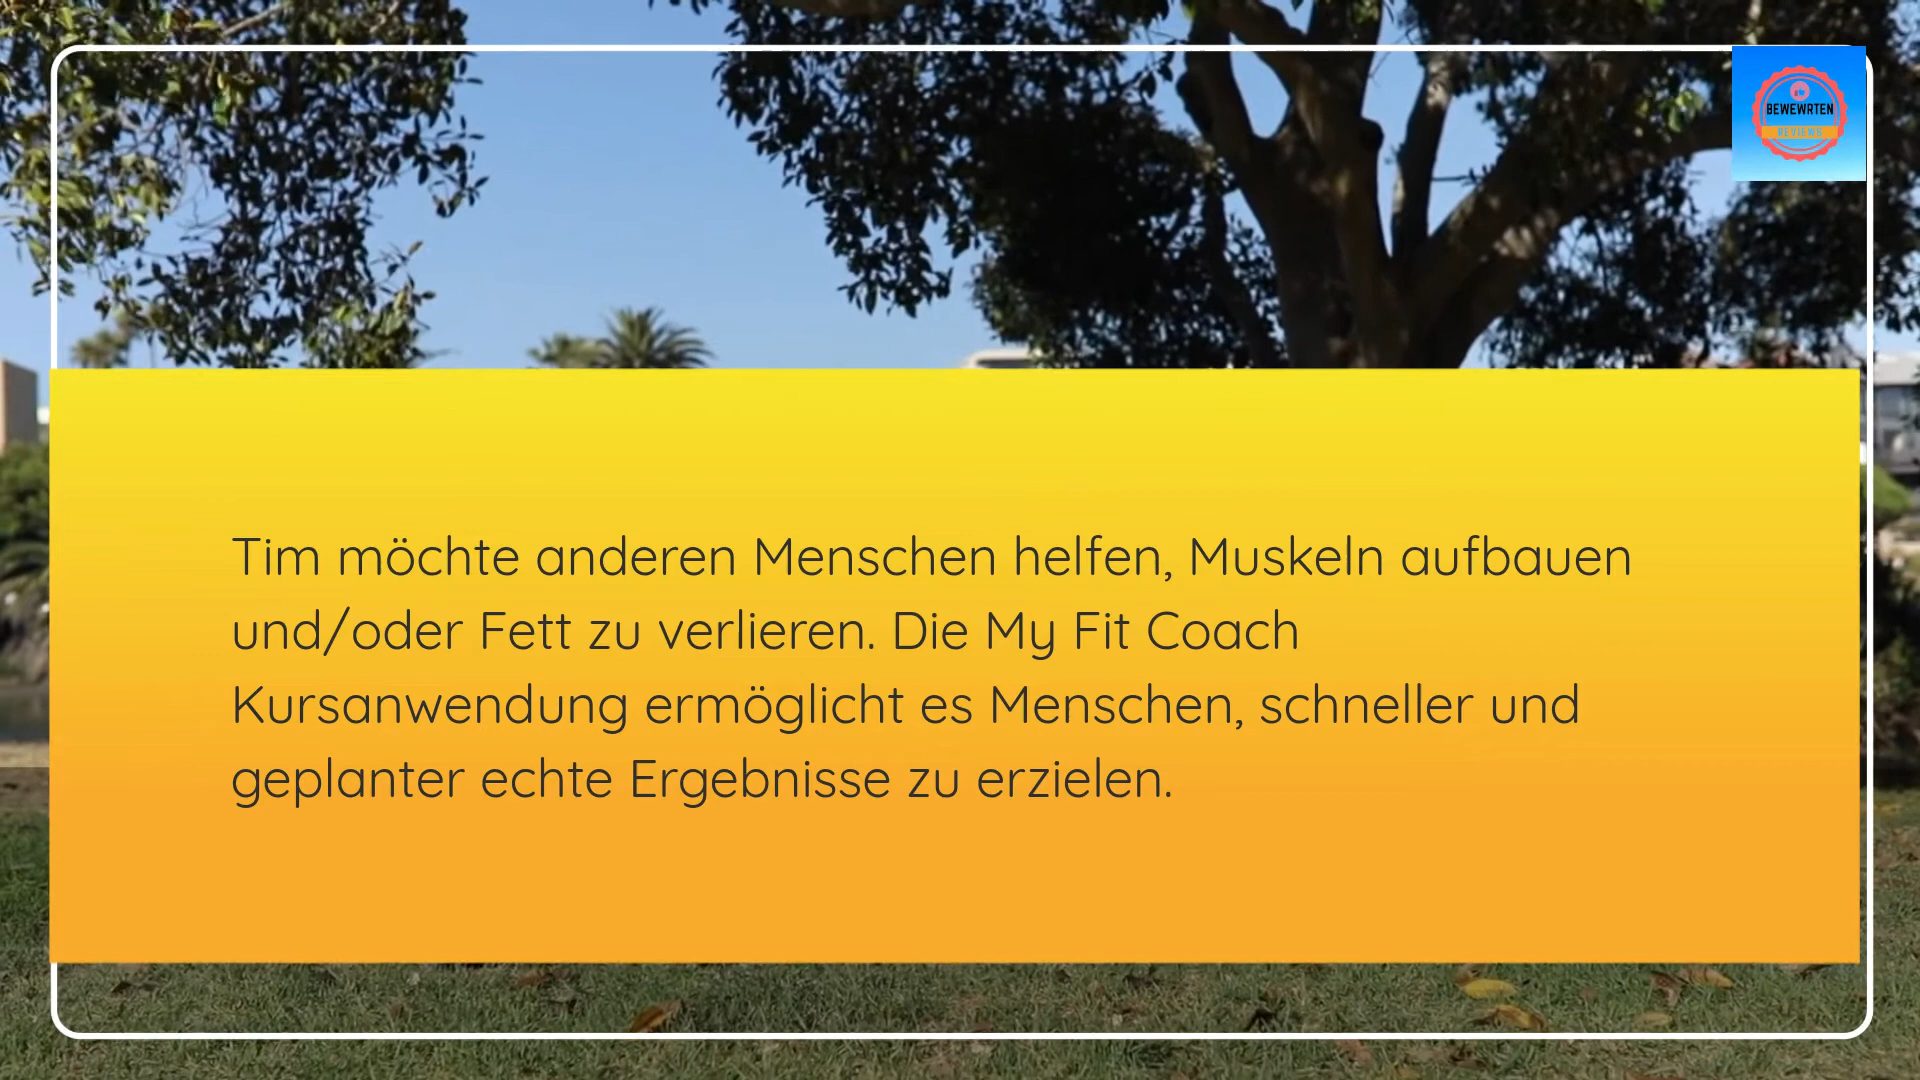 BEWEWRTEN
REVIEWS
Tim möchte anderen Menschen helfen, Muskeln aufbauen
und/oder Fett zu verlieren. Die My Fit Coach
Kursanwendung ermöglicht es Menschen, schneller und
geplanter echte Ergebnisse zu erzielen.